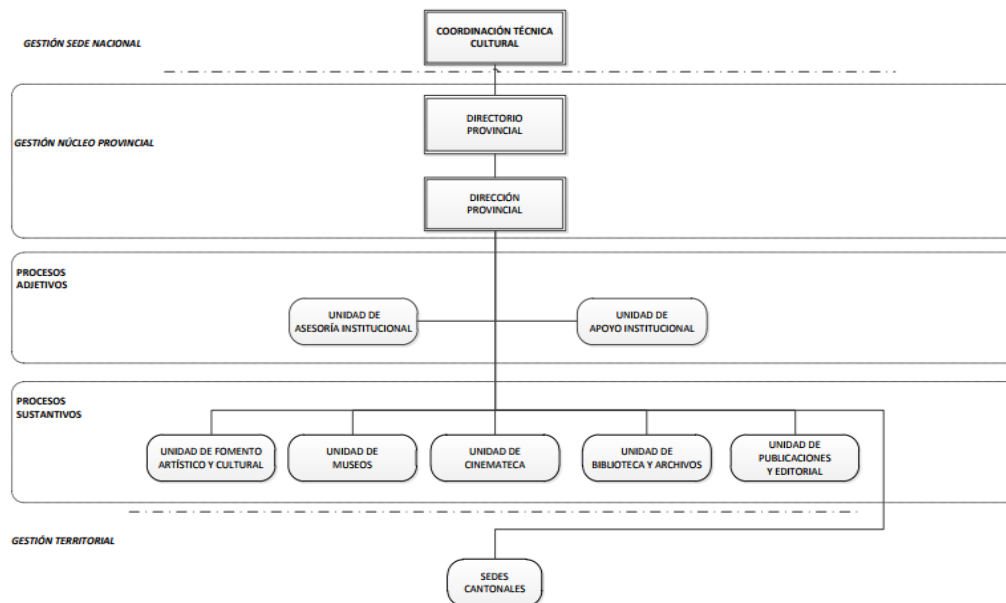 COORDINACIÓN TÉCNICA
CULTURAL
GESTIÓN SEDE NACIONAL
DIRECTORIO
PROVINCIAL
GESTIÓN NÚCLEO PROVINCIAL
DIRECCIÓN
PROVINCIAL
PROCESOS
ADJETIVOS
UNIDAD DE
ASESORÍA INSTITUCIONAL
UNIDAD DE
APOYO INSTITUCIONAL
PROCESOS
SUSTANTIVOS
UNIDAD DE FOMENTO
ARTÍSTICO Y CULTURAL
UNIDAD DE
MUSEOS
UNIDAD DE
CINEMATECA
UNIDAD DE
BIBLIOTECA Y ARCHIVOS
UNIDAD DE
PUBLICACIONES
Y EDITORIAL
GESTIÓN TERRITORIAL
SEDES
CANTONALES